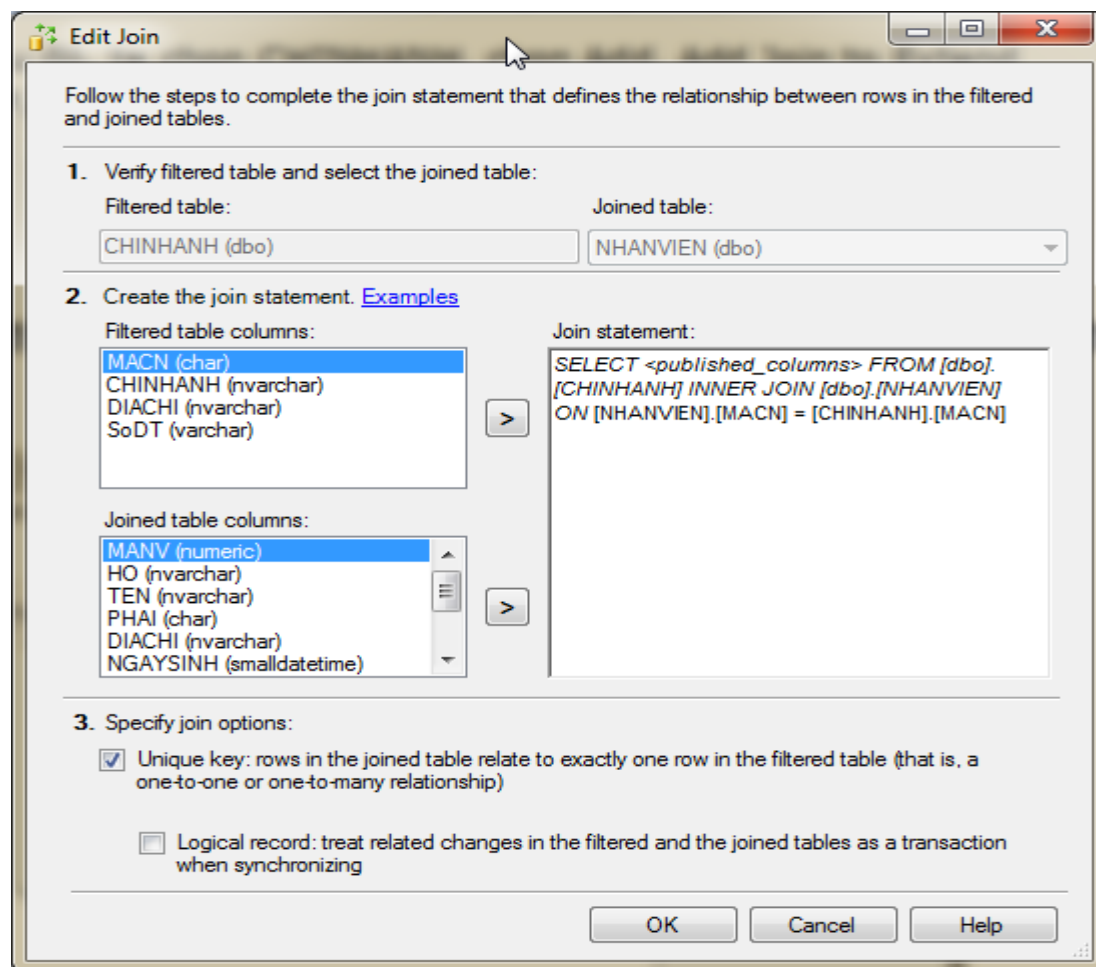 Edit Join
Follow the steps to complete the join statement that defines the relationship between rows in the filtered
and joined tables.
1. Verify filtered table and select the joined table:
Filtered table:
Joined table:
CHINHANH (dbo)
NHANVIEN (dbo)
2. Create the join statement. Examples
Filtered table columns:
MACN (char)
CHINHANH (nvarchar)
DIACHI (nvarchar)
SoDT (varchar)
>
Joined table columns:
MANV (numeric)
HO (nvarchar)
TEN (nvarchar)
PHAI (char)
DIACHI (nvarchar)
NGAYSINH (smalldatetime)
>
Join statement:
SELECT <published_columns> FROM [dbo].
[CHINHANH] INNER JOIN [dbo].[NHANVIEN]
ON [NHANVIEN].[MACN] = [CHINHANH].[MACN]
3. Specify join options:
Unique key: rows in the joined table relate to exactly one row in the filtered table (that is, a
one-to-one or one-to-many relationship)
Logical record: treat related changes in the filtered and the joined tables as a transaction
when synchronizing
OK
Cancel
Help